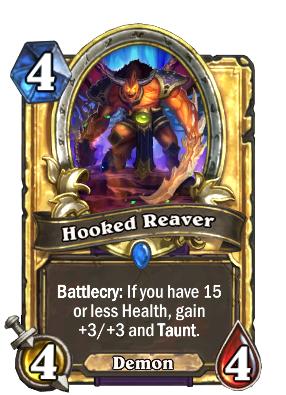 4
Hooked Reaver
Battlecry: If you have 15
or less Health, gain
+3/+3 and Taunt.
4
Demon
4